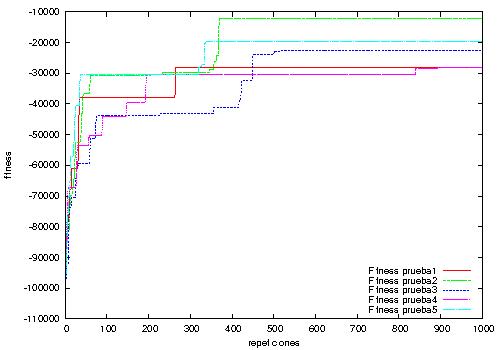 -10000
-20000
-30000
-40000
-50000
-60000
-70000
-80000
-90000
-100000
-110000
fitness
0 100 200 300 400 500 600 700 800 900 1000
repeticiones
Fitness prueba1
Fitness prueba2
Fitness prueba3
Fitness prueba4
Fitness prueba5